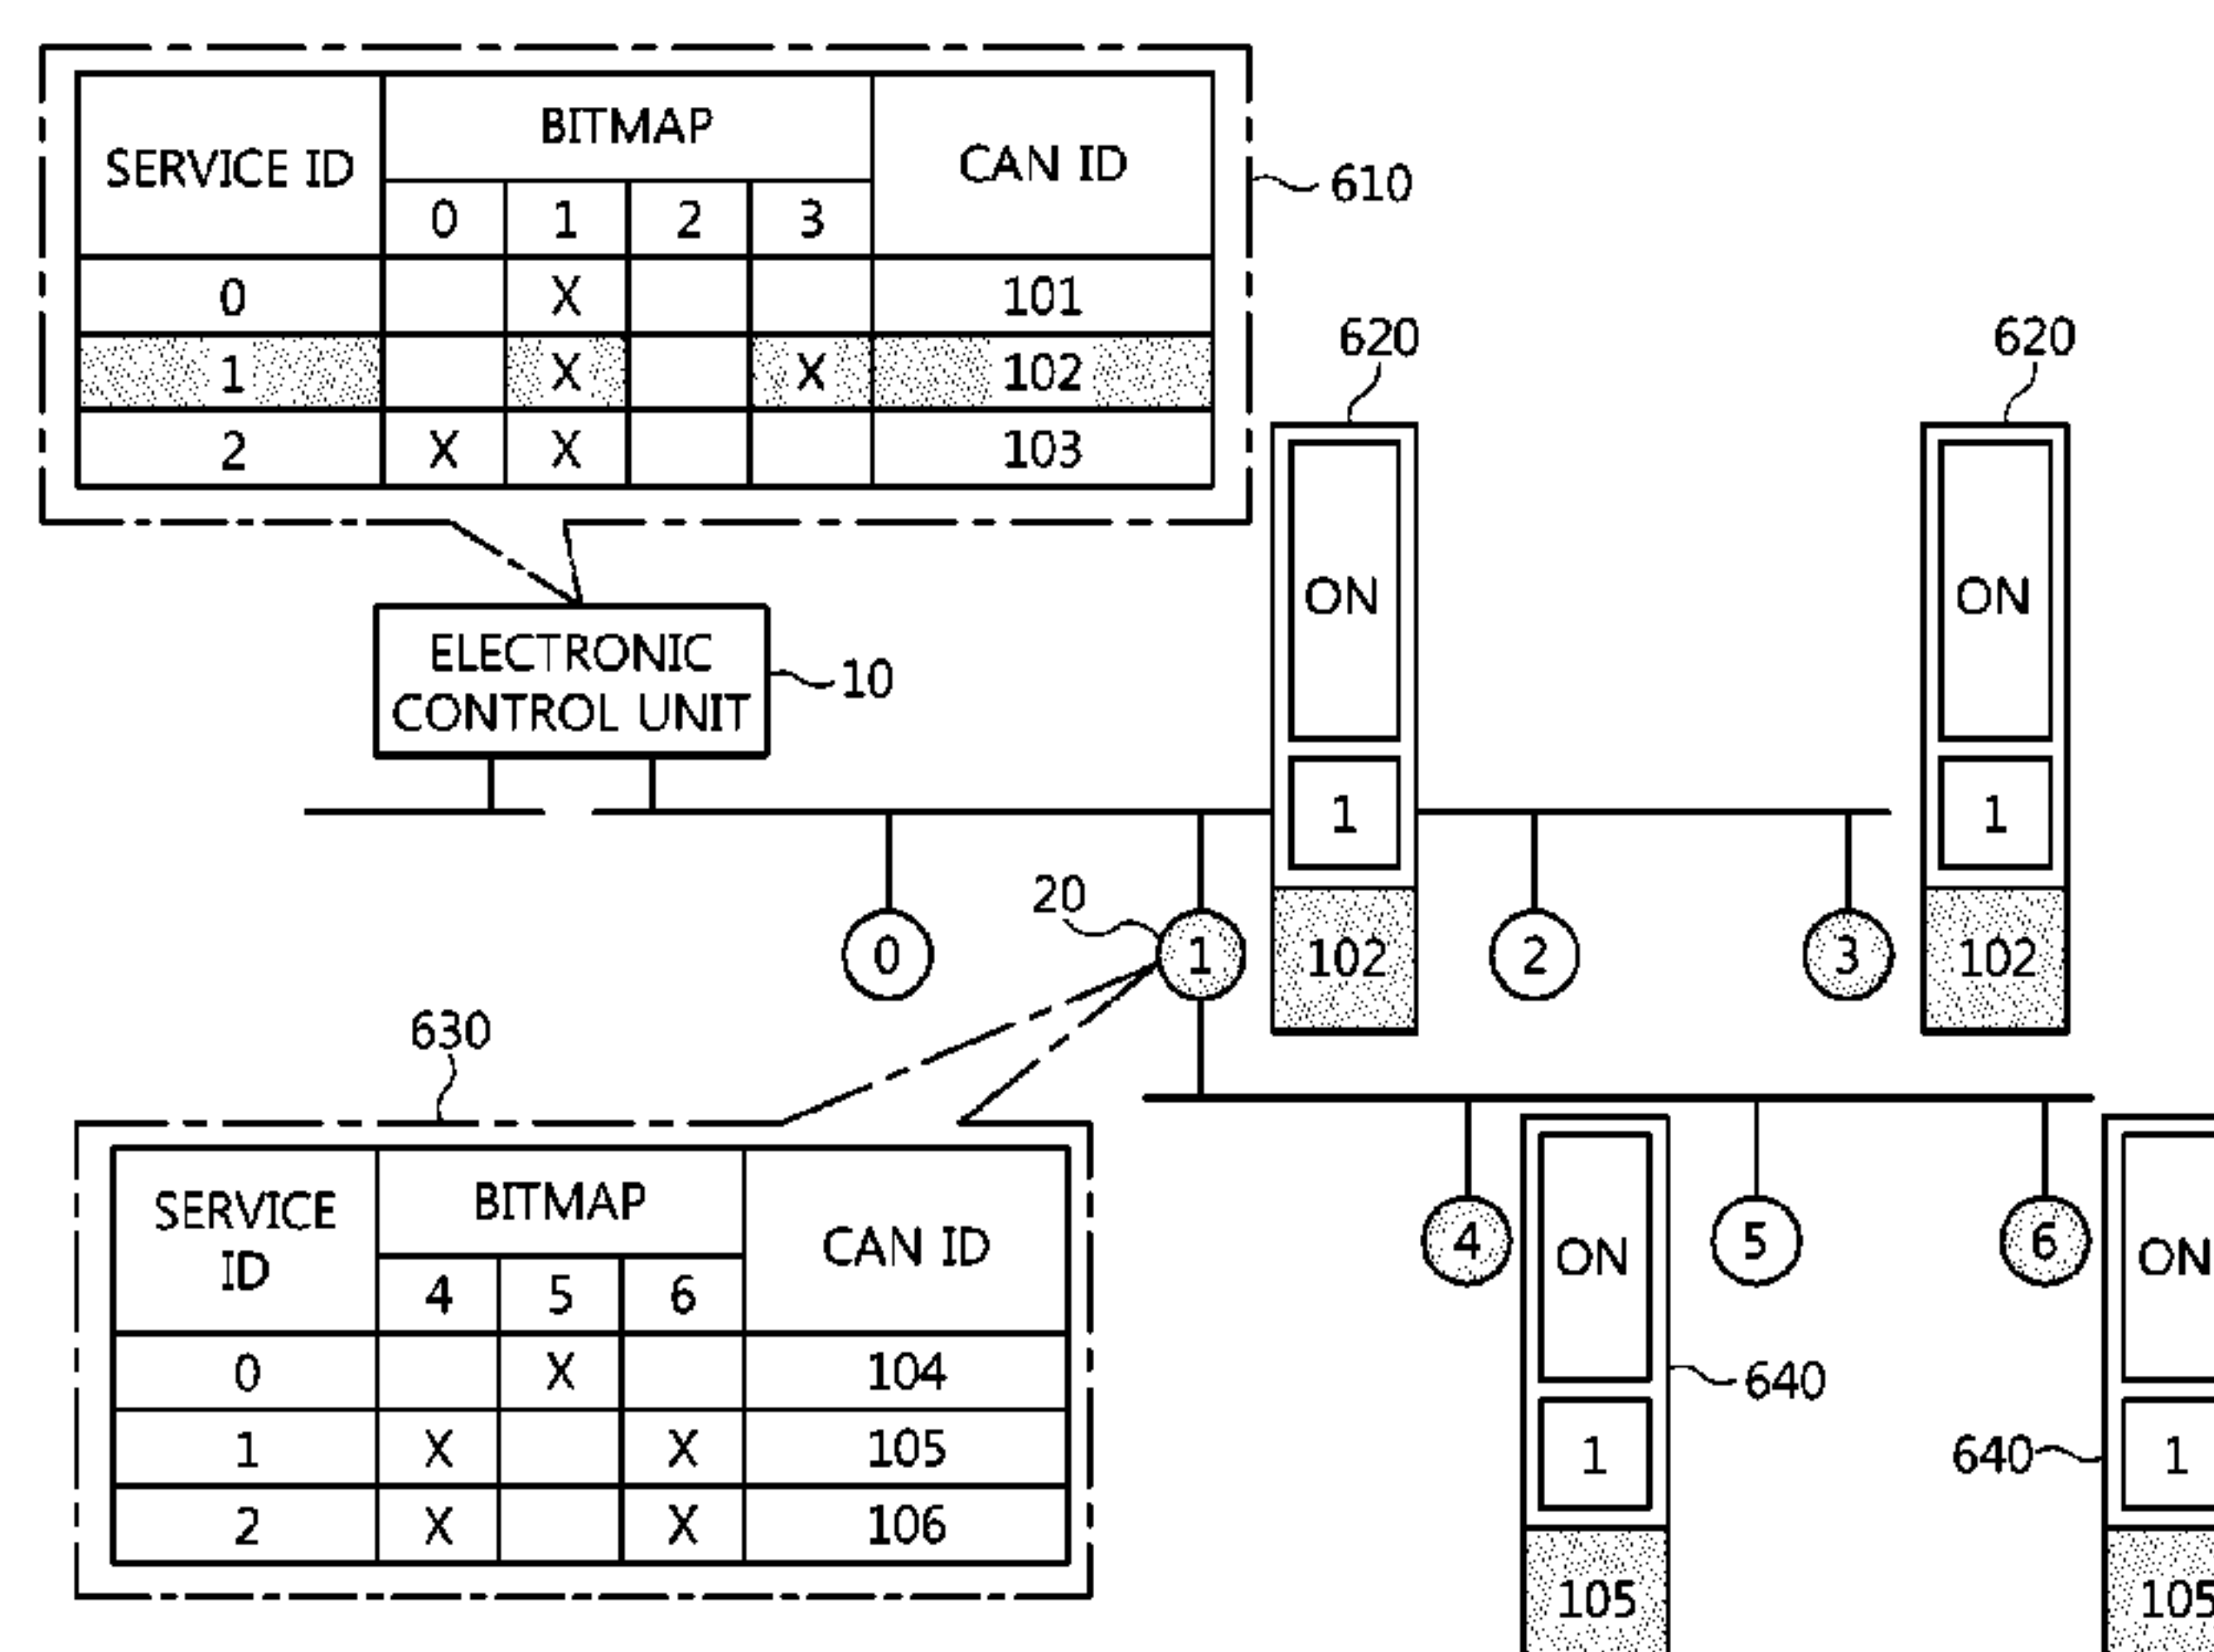 SERVICE ID BITMAP CAN ID
0 1 2 3
0 X 101
1 X X 102
2 X X 103
610
620
620
ELECTRONIC
CONTROL UNIT
10
ON
1
102
ON
1
102
20
0 1 2 3
630
SERVICE
ID
BITMAP
CAN ID
4 5 6
0 X 104
1 X X 105
2 X X 106
4 5 6
ON
1
105
640
ON
1
105
640